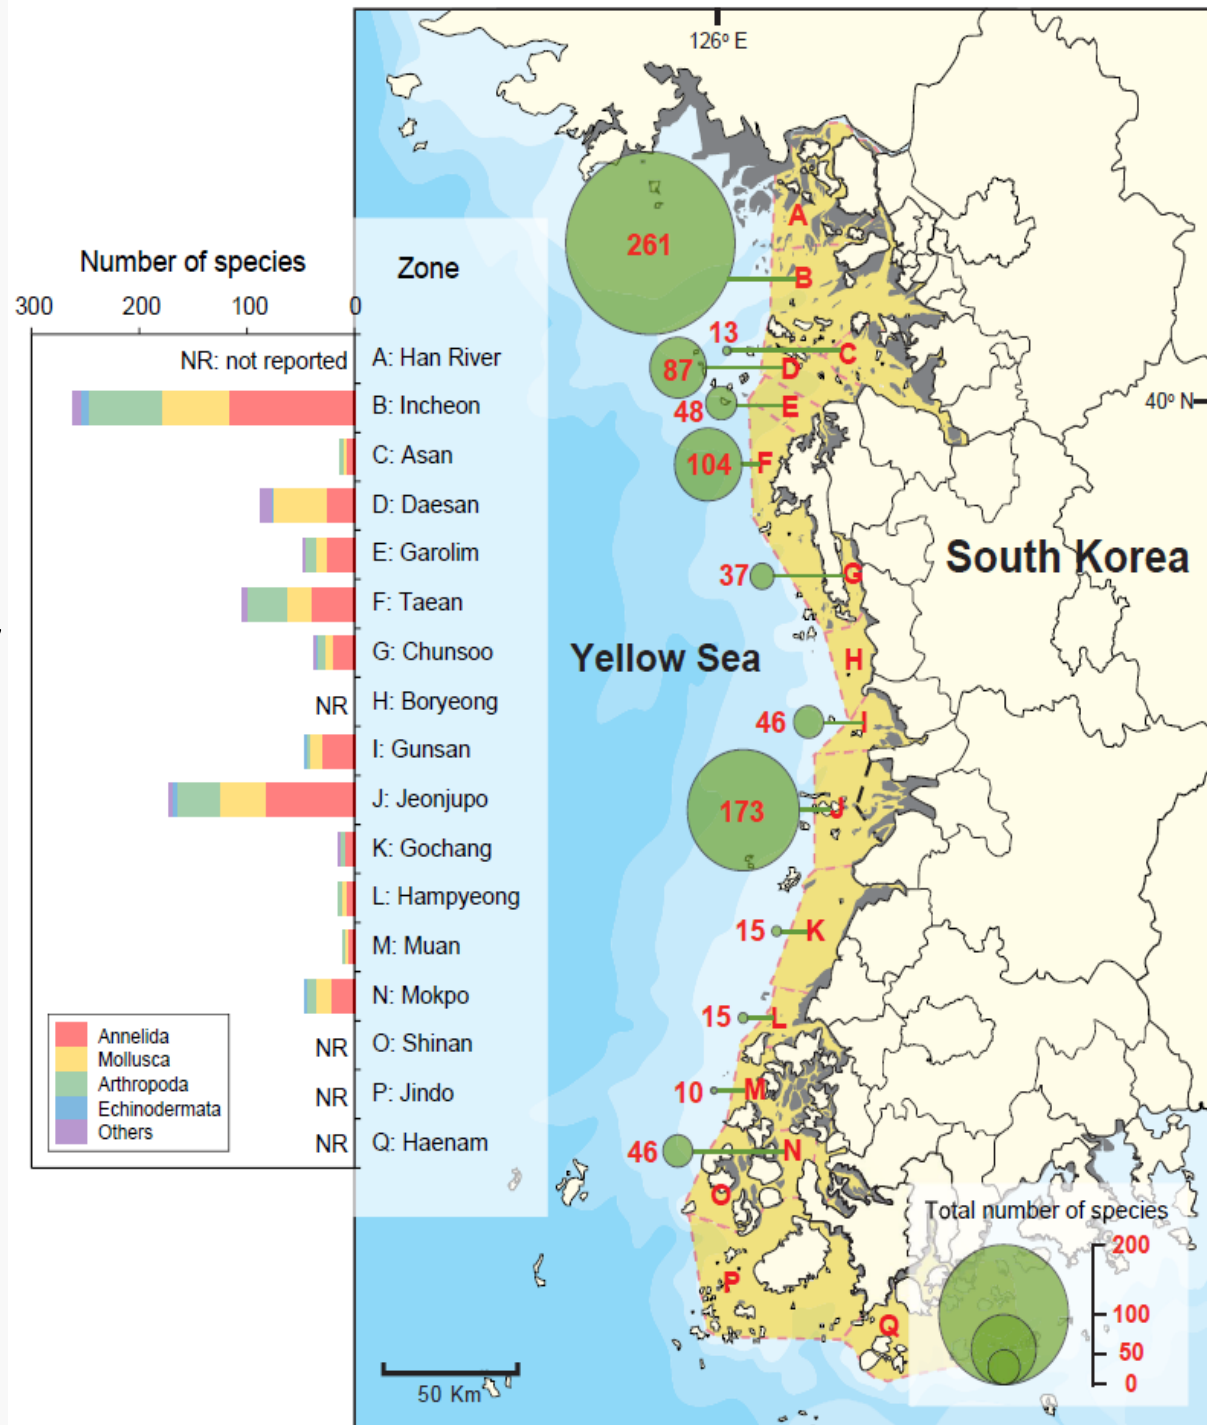 126º E
Number of species
Zone
300 200 100 0
NR: not reported
A: Han River
B: Incheon
C: Asan
D: Daesan
E: Garolim
F: Taean
G: Chunsoo
NR
H: Boryeong
I: Gunsan
J: Jeonjupo
K: Gochang
L: Hampyeong
M: Muan
N: Mokpo
NR
O: Shinan
NR
P: Jindo
NR
Q: Haenam
Annelida
Mollusca
Arthropoda
Echinodermata
Others
A
261
B
13
C
87
D
40º N
48
E
104
F
South Korea
37
G
Yellow Sea
H
46
I
173
J
15
K
15
L
10
M
46
N
O
P
Q
Total number of species
200
100
50
0
50 Km